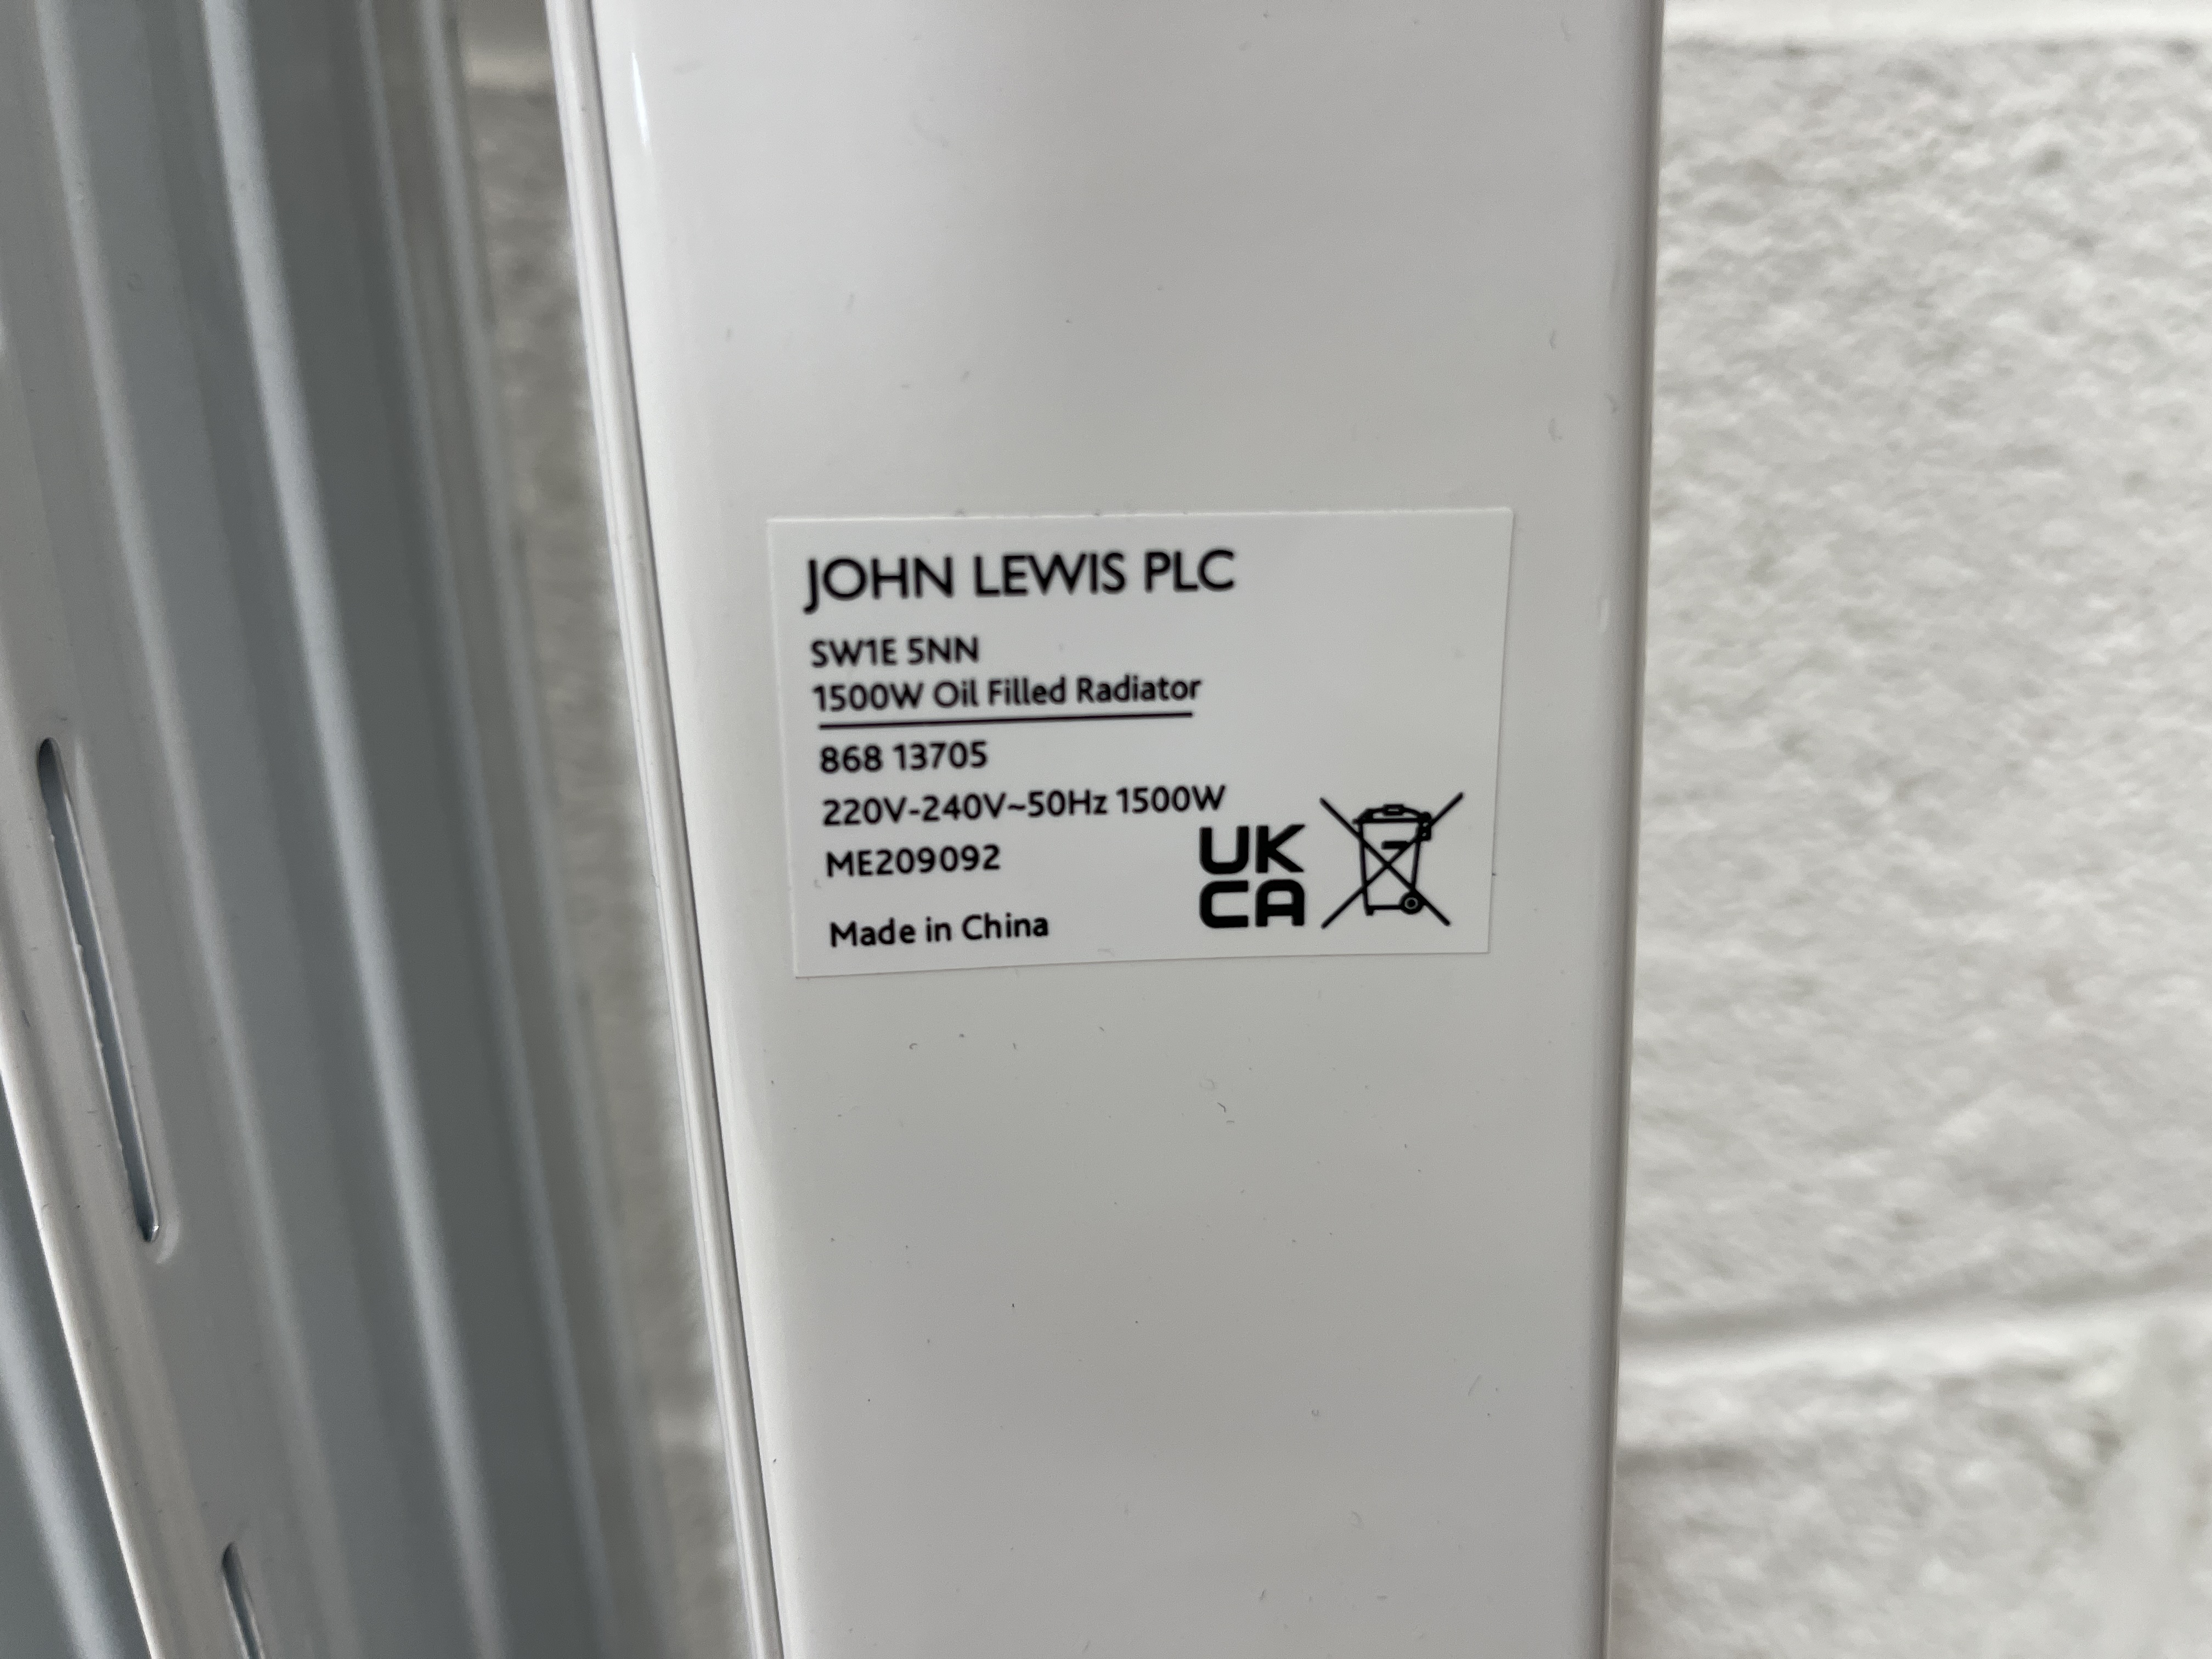 JOHN LEWIS PLC
SW1E 5NN
1500W Oil Filled Radiator
868 13705
220V-240V~50Hz 1500W
ME209092
UK
CA
Made in China